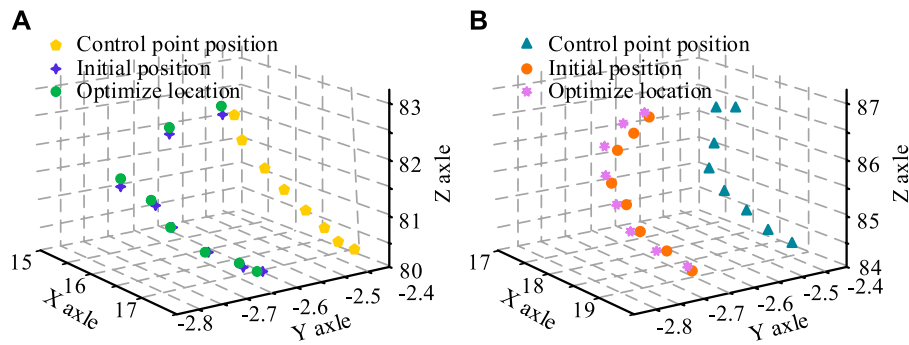 A
Control point position
Initial position
Optimize location
83
82
81
80
Z axle
15
16
17
X axle
-2.8
-2.7
-2.6
-2.5
-2.4
Y axle
B
Control point position
Initial position
Optimize location
87
86
85
84
Z axle
17
18
19
X axle
-2.8
-2.7
-2.6
-2.5
-2.4
Y axle